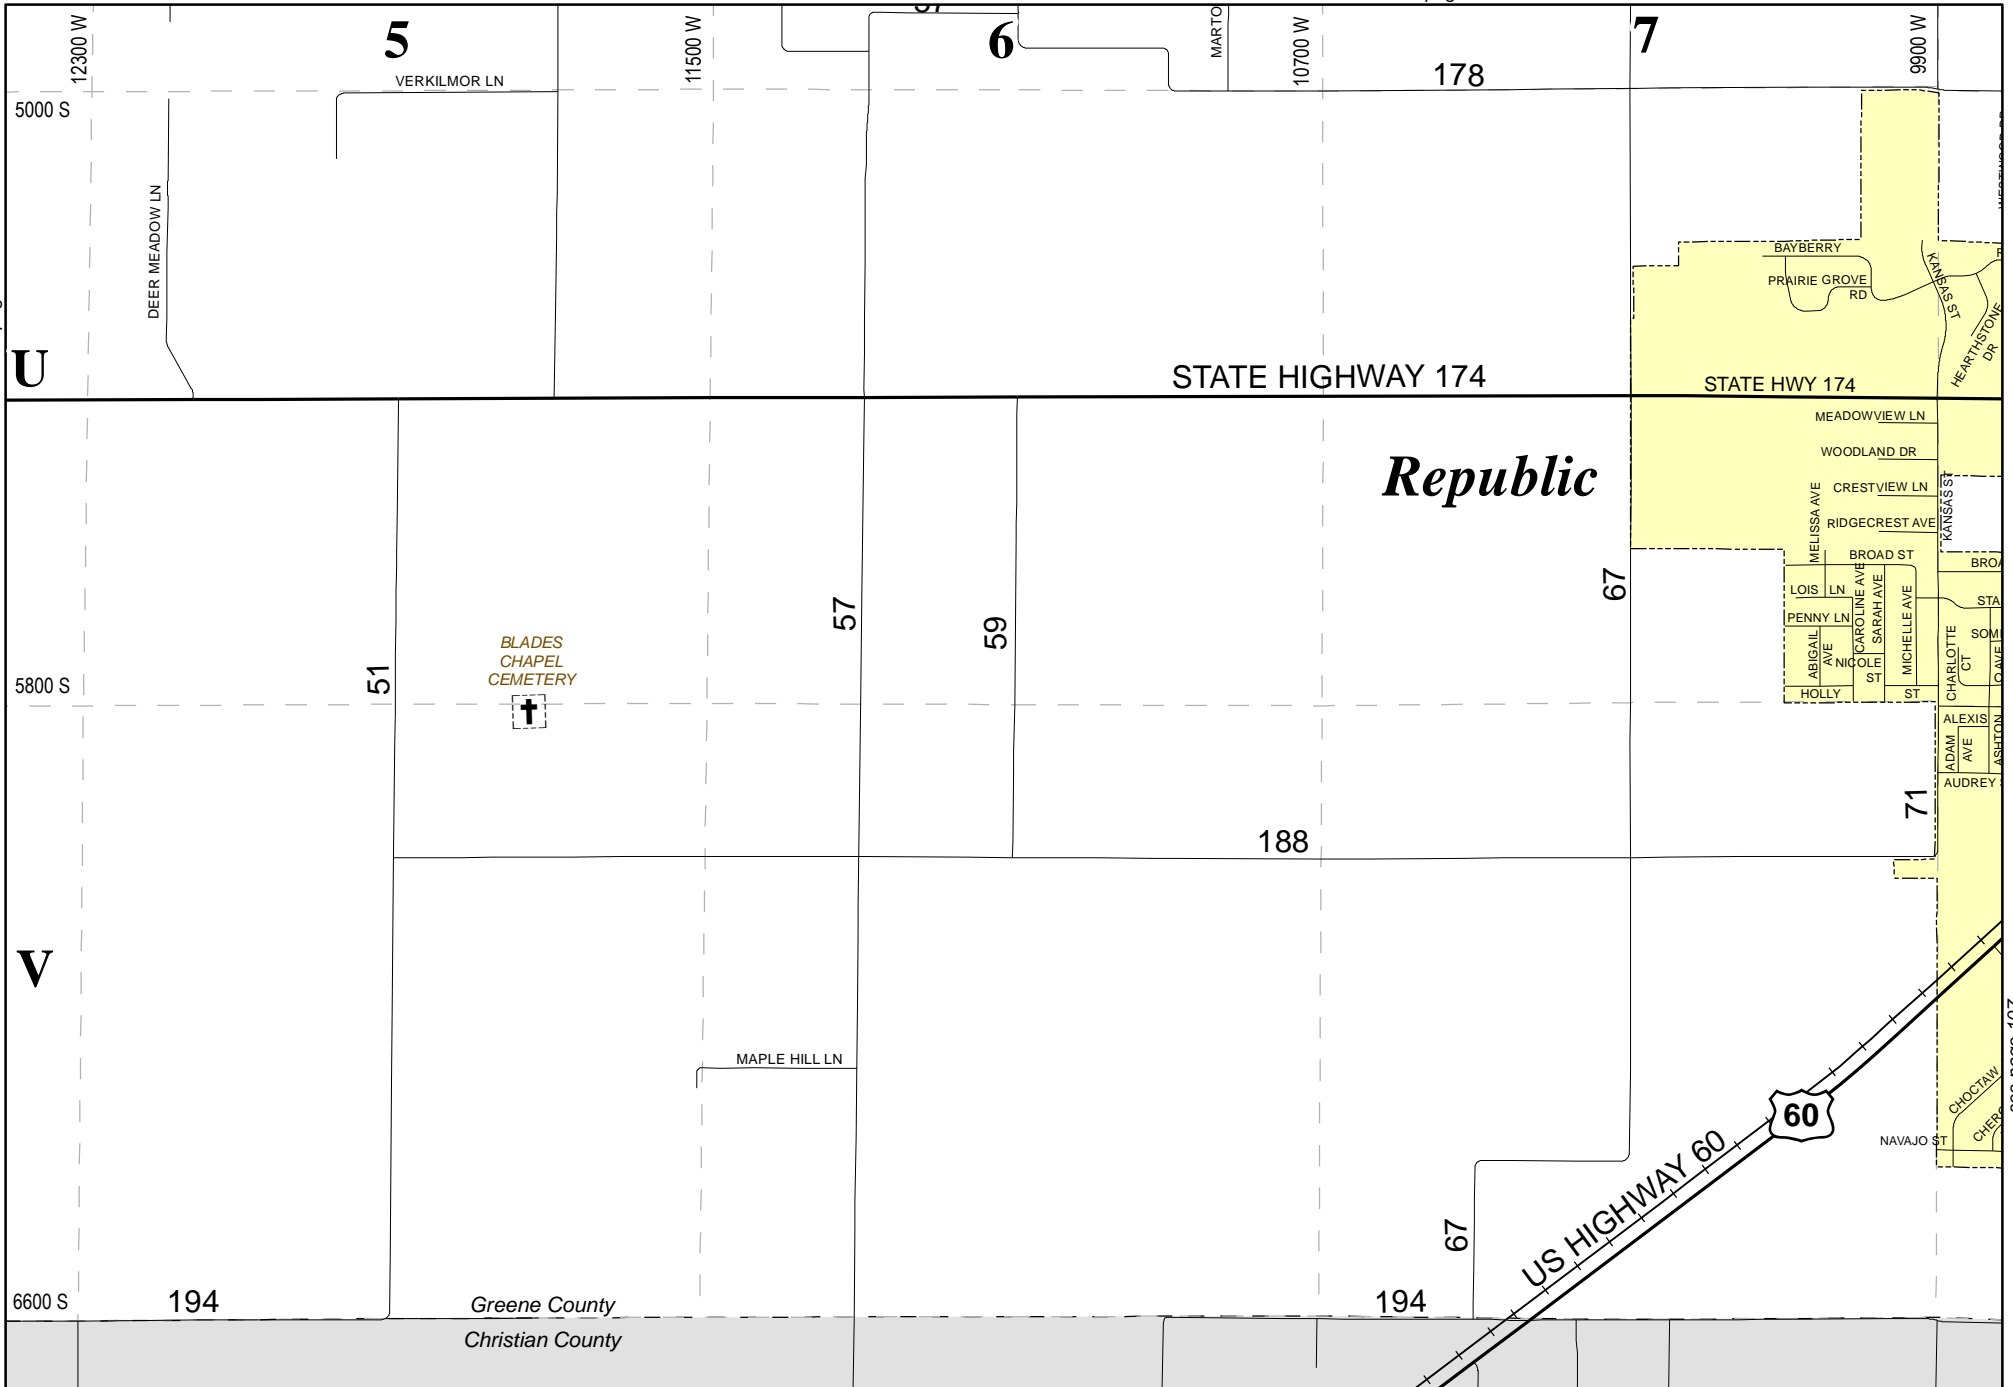 5
6
7
12300 W
11500 W
10700 W
9900 W
57
178
VERKILMOR LN
5000 S
DEER MEADOW LN
BAYBERRY
PRAIRIE GROVE
RD
KANSAS ST
HEARTHSTONE
DR
U
STATE HIGHWAY 174
STATE HWY 174
MEADOWVIEW LN
WOODLAND DR
CRESTVIEW LN
RIDGECREST AVE
Republic
MELISSA AVE
KANSAS ST
BROAD ST
LOIS LN
PENNY LN
CAROLINE AVE
SARAH AVE
MICHELLE AVE
ABIGAIL
AVE
NICOLE
ST
HOLLY ST
CHARLOTTE
CT
57
59
67
51
BLADES
CHAPEL
CEMETERY
5800 S
ALEXIS
ADAM
AVE
ASHTON
AUDREY
71
188
V
MAPLE HILL LN
60
US HIGHWAY 60
CHOCTAW
NAVAJO ST
67
6600 S
194
194
Greene County
Christian County